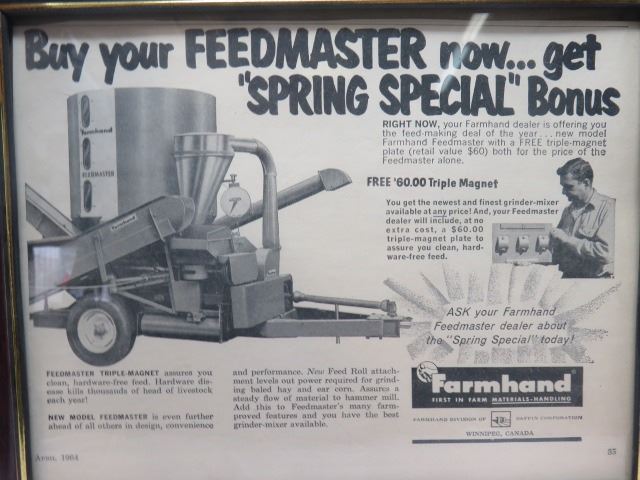 Buy your FEEDMASTER now... get
"SPRING SPECIAL" Bonus
RIGHT NOW, your Farmhand dealer is offering you
the feed-making deal of the year...new model
Farmhand Feedmaster with a FREE triple-magnet
plate (retail value $60) both for the price of the
Feedmaster alone.
FREE $60.00 Triple Magnet
You get the newest and finest grinder-mixer
available at any price! And, your Feedmaster
dealer will include, at no
extra cost, a $60.00
triple-magnet plate to
assure you clean, hard-
ware-free feed.
Farmhand
FEEDMASTER
Farmhand
ASK your Farmhand
Feedmaster dealer about
the "Spring Special" today!
FEEDMASTER TRIPLE-MAGNET assures you
clean, hardware-free feed. Hardware dis-
ease kills thousands of head of livestock
each year!
NEW MODEL FEEDMASTER is even further
ahead of all others in design, convenience
and performance. New Feed Roll attach-
ment levels out power required for grind-
ing baled hay and ear corn. Assures a
steady flow of material to hammer mill.
Add this to Feedmaster's many farm-
proved features and you have the best
grinder-mixer available.
Farmhand
FIRST IN FARM MATERIALS-HANDLING
FARMHAND DIVISION OF DAFFIN CORPORATION
WINNIPEG, CANADA
APRIL, 1964
85